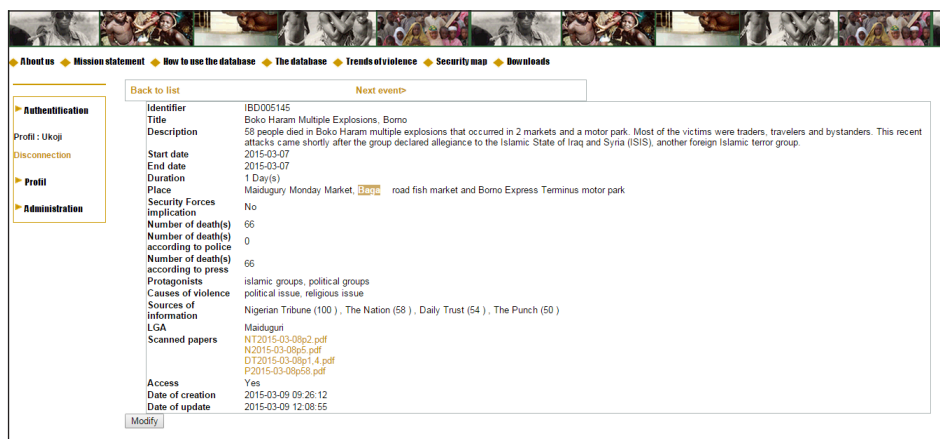 About us Mission statement How to use the database The database Trends of violence Security map Downloads
Authentification
Profil : Ukoji
Disconnection
Profil
Administration
Back to list Next event>
Identifier IBD005145
Title Boko Haram Multiple Explosions, Borno
Description 58 people died in Boko Haram multiple explosions that occurred in 2 markets and a motor park. Most of the victims were traders, travelers and bystanders. This recent
attacks came shortly after the group declared allegiance to the Islamic State of Iraq and Syria (ISIS), another foreign Islamic terror group.
Start date 2015-03-07
End date 2015-03-07
Duration 1 Day(s)
Place Maidugury Monday Market, Baga road fish market and Borno Express Terminus motor park
Security Forces
implication No
Number of death(s) 66
Number of death(s)
according to police 0
Number of death(s)
according to press 66
Protagonists islamic groups, political groups
Causes of violence political issue, religious issue
Sources of
information Nigerian Tribune (100 ) , The Nation (58 ) , Daily Trust (54 ) , The Punch (50 )
LGA Maiduguri
Scanned papers NT2015-03-08p2.pdf
N2015-03-08p5.pdf
DT2015-03-08p1,4.pdf
P2015-03-08p58.pdf
Access Yes
Date of creation 2015-03-09 09:26:12
Date of update 2015-03-09 12:08:55
Modify